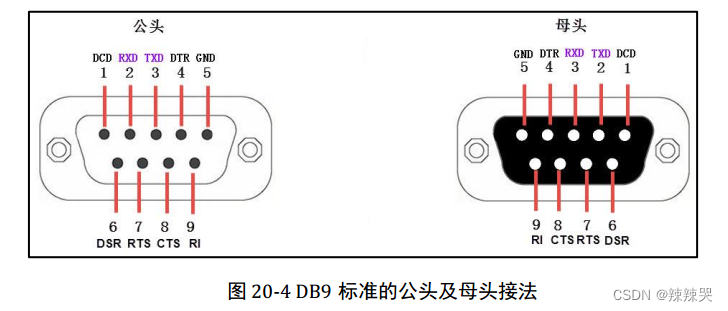 公头
母头
DCD RXD TXD DTR GND
1 2 3 4 5
GND DTR RXD TXD DCD
5 4 3 2 1
6 7 8 9
DSR RTS CTS RI
9 8 7 6
RI CTS RTS DSR
图 20-4 DB9 标准的公头及母头接法
CSDN @辣辣哭